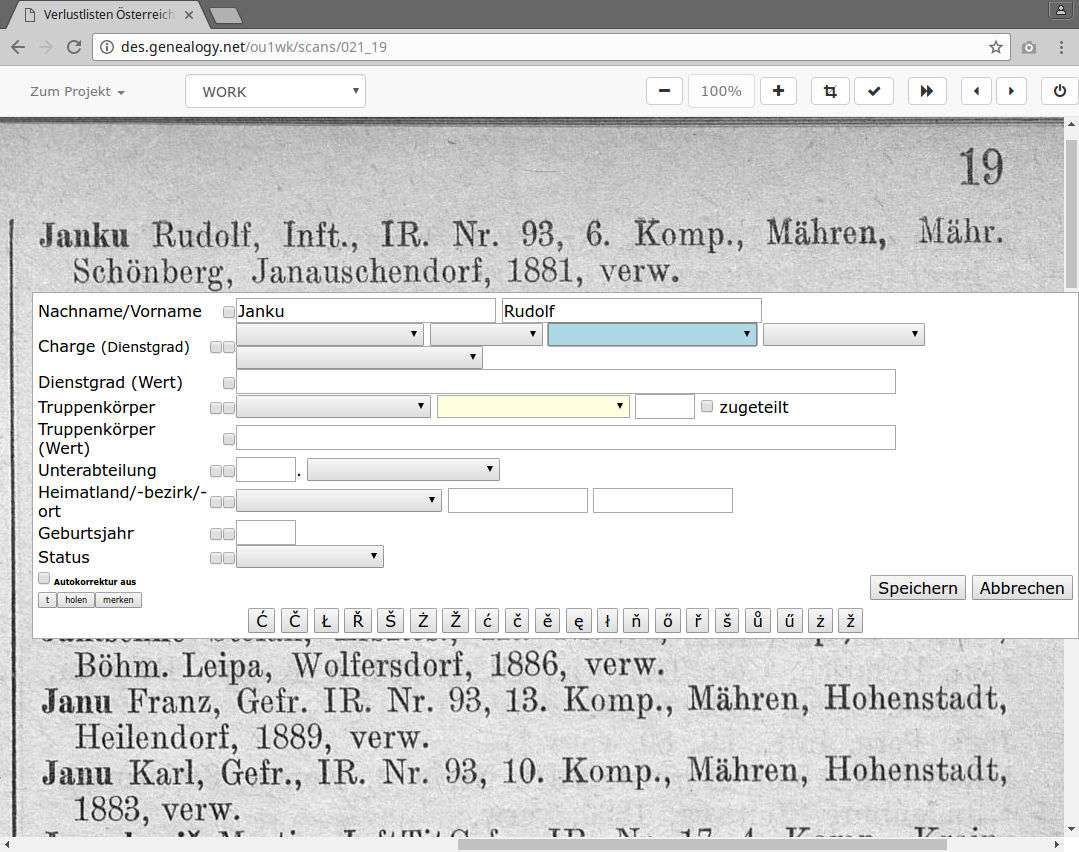 Verlustlisten Österreich
des.genealogy.net/ou1wk/scans/021_19
Zum Projekt WORK 100%
19
Janku Rudolf, Inft., IR. Nr. 93, 6. Komp., Mähren, Mähr.
Schönberg, Janauschendorf, 1881, verw.
Nachname/Vorname Janku Rudolf
Charge (Dienstgrad)
Dienstgrad (Wert)
Truppenkörper zugeteilt
Truppenkörper
(Wert)
Unterabteilung .
Heimatland/-bezirk/-
ort
Geburtsjahr
Status
Autokorrektur aus
t holen merken Speichern Abbrechen
Ć Č Ł Ř Š Ż Ž ć č ě ę ł ň ő ř š ů ű ż ž
Böhm. Leipa, Wolfersdorf, 1886, verw.
Janu Franz, Gefr. IR. Nr. 93, 13. Komp., Mähren, Hohenstadt,
Heilendorf, 1889, verw.
Janu Karl, Gefr., IR. Nr. 93, 10. Komp., Mähren, Hohenstadt,
1883, verw.